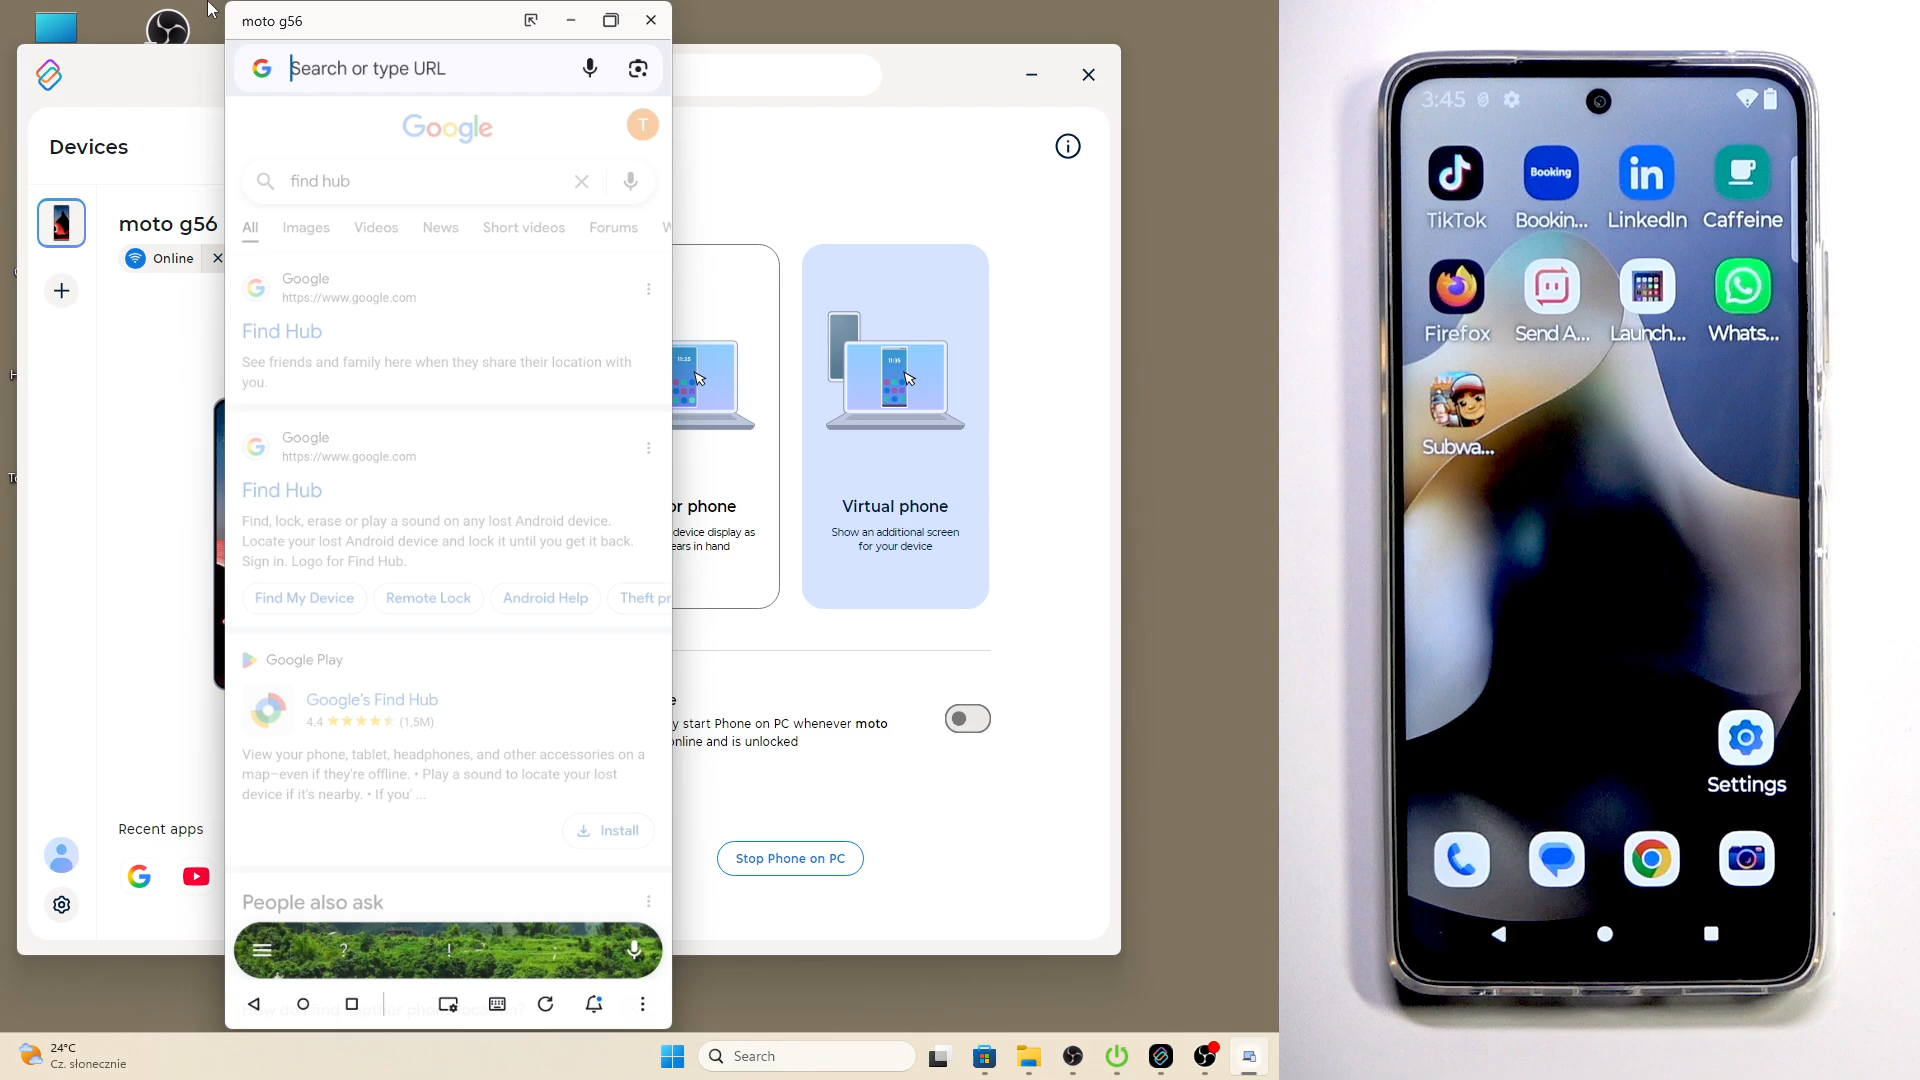 moto g56
Search or type URL
Google
T
find hub
All
Images
Videos
News
Short videos
Forums
Google
https://www.google.com
Find Hub
See friends and family here when they share their location with
you.
Google
https://www.google.com
Find Hub
Find, lock, erase or play a sound on any lost Android device.
Locate your lost Android device and lock it until you get it back.
Sign in. Logo for Find Hub.
Find My Device
Remote Lock
Android Help
Theft pr
Google Play
Google's Find Hub
4.4 ★★★★★ (1,5M)
View your phone, tablet, headphones, and other accessories on a
map–even if they're offline. • Play a sound to locate your lost
device if it's nearby. • If you' ...
Install
People also ask
? !
Devices
moto g56
Online
Recent apps
11:35
or phone
device display as
ears in hand
11:35
Virtual phone
Show an additional screen
for your device
y start Phone on PC whenever moto
online and is unlocked
Stop Phone on PC
24°C
Cz. słonecznie
Search
3:45
TikTok
Booking
Bookin...
LinkedIn
Caffeine
Firefox
Send A...
Launch...
Whats...
Subwa...
Settings